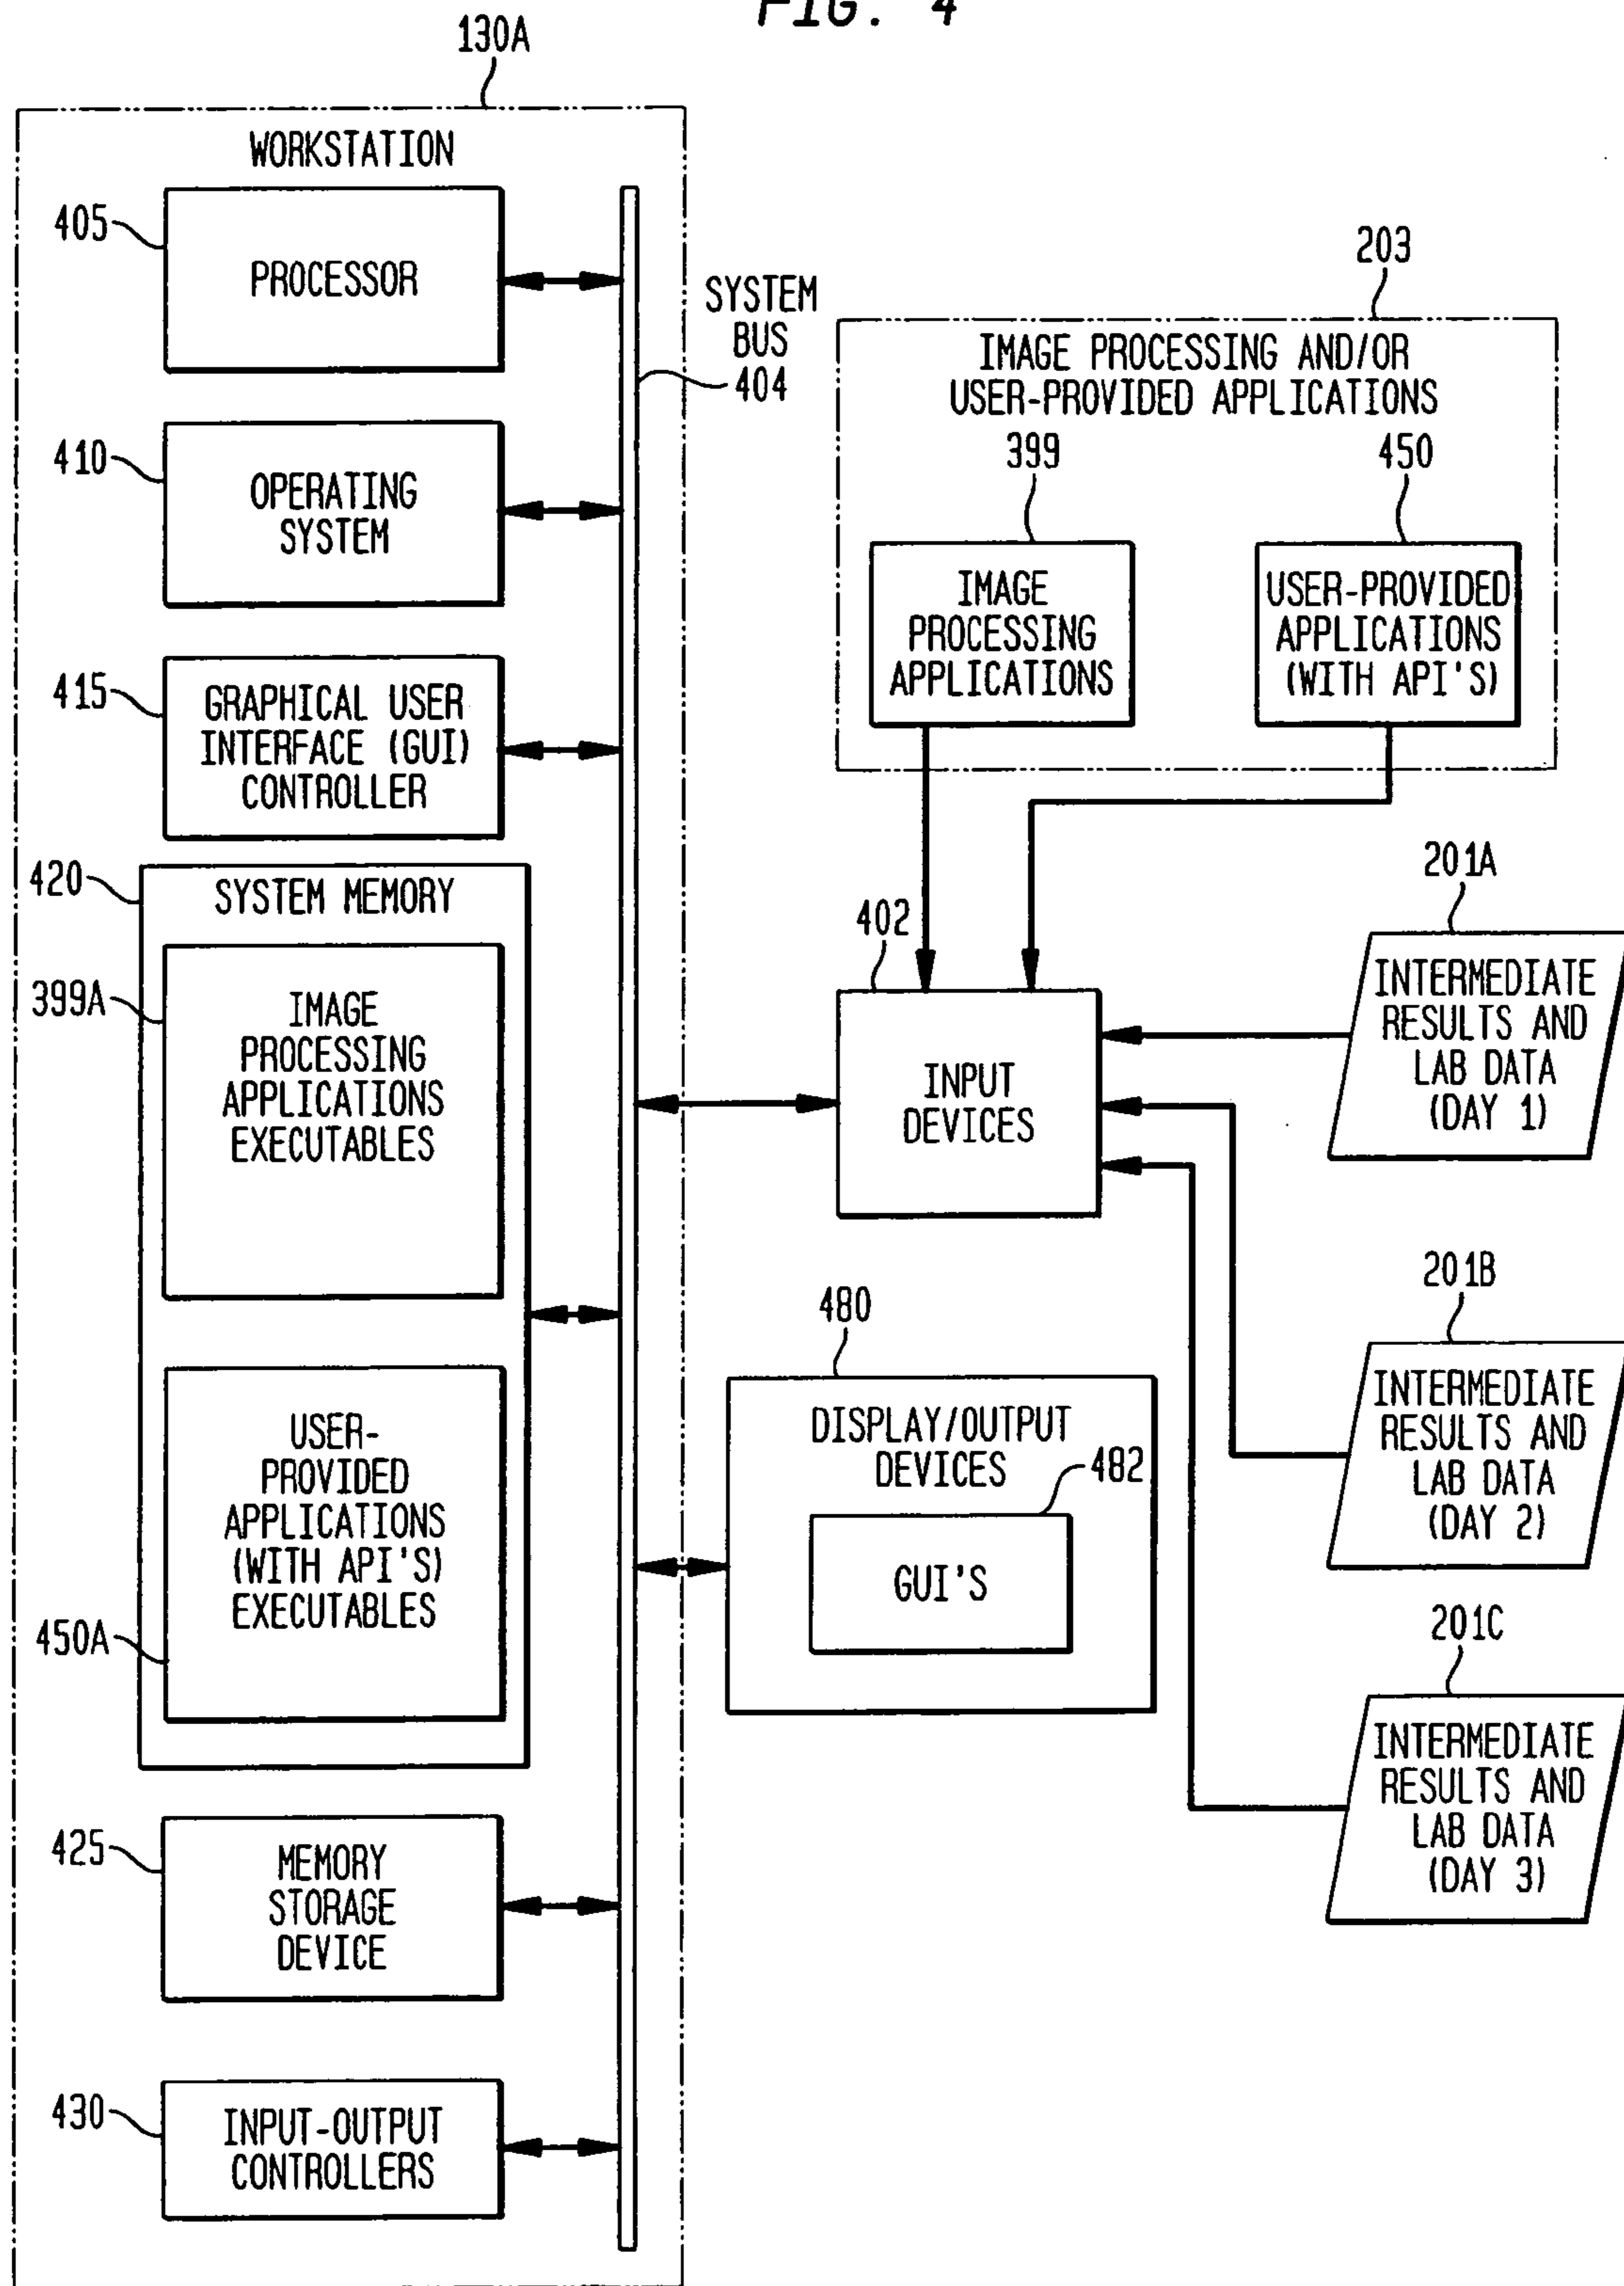 FIG. 4
130A
WORKSTATION
405
PROCESSOR
SYSTEM
BUS
404
410
OPERATING
SYSTEM
415
GRAPHICAL USER
INTERFACE (GUI)
CONTROLLER
420
SYSTEM MEMORY
399A
IMAGE
PROCESSING
APPLICATIONS
EXECUTABLES
USER-
PROVIDED
APPLICATIONS
(WITH API'S)
EXECUTABLES
450A
425
MEMORY
STORAGE
DEVICE
430
INPUT-OUTPUT
CONTROLLERS
203
IMAGE PROCESSING AND/OR
USER-PROVIDED APPLICATIONS
399
IMAGE
PROCESSING
APPLICATIONS
450
USER-PROVIDED
APPLICATIONS
(WITH API'S)
402
INPUT
DEVICES
480
DISPLAY/OUTPUT
DEVICES
482
GUI'S
201A
INTERMEDIATE
RESULTS AND
LAB DATA
(DAY 1)
201B
INTERMEDIATE
RESULTS AND
LAB DATA
(DAY 2)
201C
INTERMEDIATE
RESULTS AND
LAB DATA
(DAY 3)